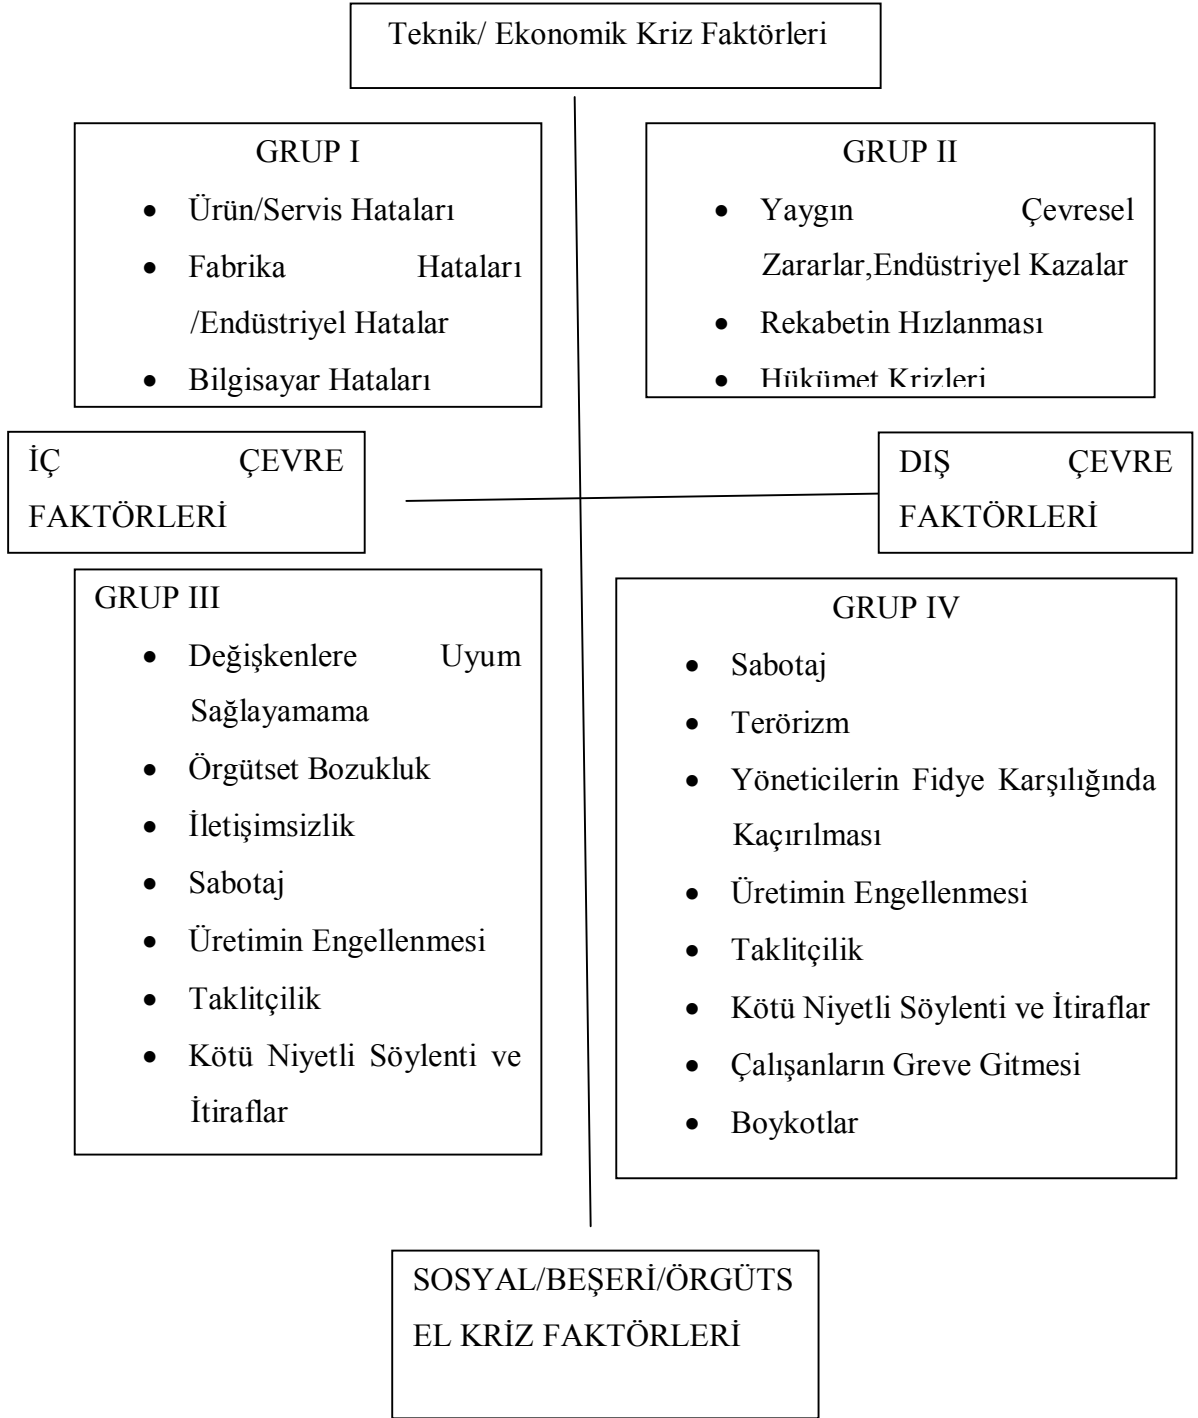 Teknik/ Ekonomik Kriz Faktörleri
GRUP I
• Ürün/Servis Hataları
• Fabrika Hataları
/Endüstriyel Hatalar
• Bilgisayar Hataları
GRUP II
• Yaygın Çevresel
Zararlar,Endüstriyel Kazalar
• Rekabetin Hızlanması
• Hükümet Krizleri
İÇ ÇEVRE
FAKTÖRLERİ
DIŞ ÇEVRE
FAKTÖRLERİ
GRUP III
• Değişkenlere Uyum
Sağlayamama
• Örgütset Bozukluk
• İletişimsizlik
• Sabotaj
• Üretimin Engellenmesi
• Taklitçilik
• Kötü Niyetli Söylenti ve
İtiraflar
GRUP IV
• Sabotaj
• Terörizm
• Yöneticilerin Fidye Karşılığında
Kaçırılması
• Üretimin Engellenmesi
• Taklitçilik
• Kötü Niyetli Söylenti ve İtiraflar
• Çalışanların Greve Gitmesi
• Boykotlar
SOSYAL/BEŞERİ/ÖRGÜTS
EL KRİZ FAKTÖRLERİ